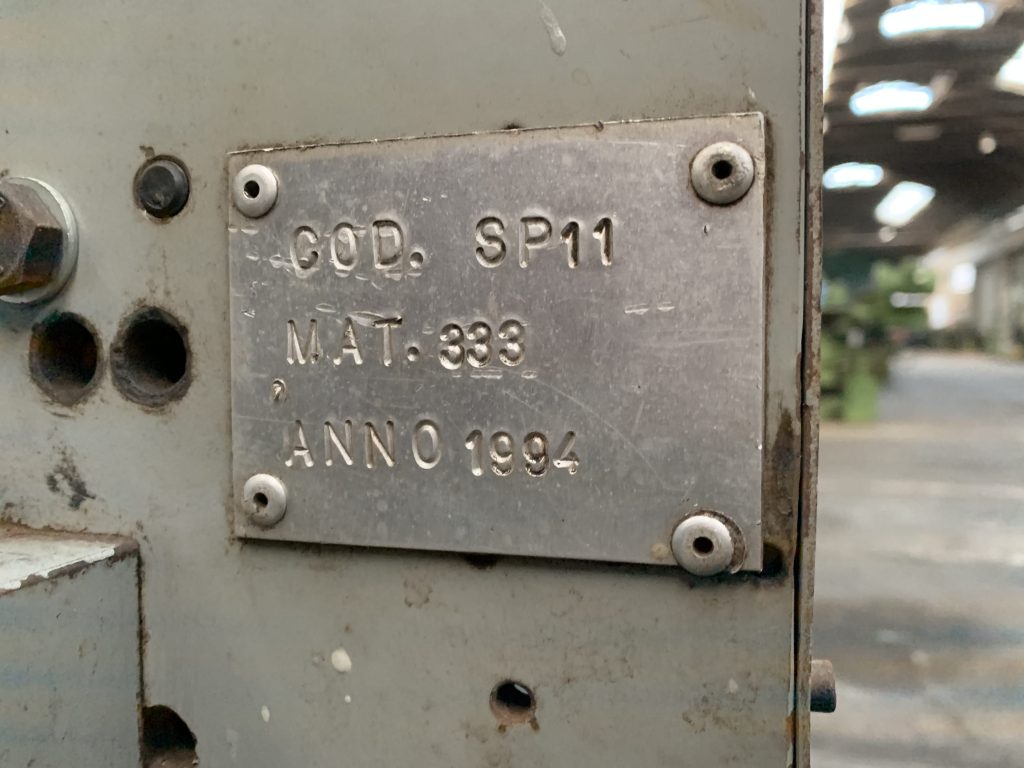 COD. SP11
MAT. 333
ANNO 1994